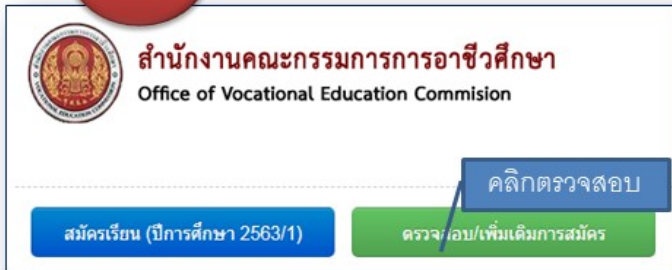 สำนักงานคณะกรรมการการอาชีวศึกษา
Office of Vocational Education Commision
คลิกตรวจสอบ
สมัครเรียน (ปีการศึกษา 2563/1)
ตรวจสอบ/เพิ่มเติมการสมัคร